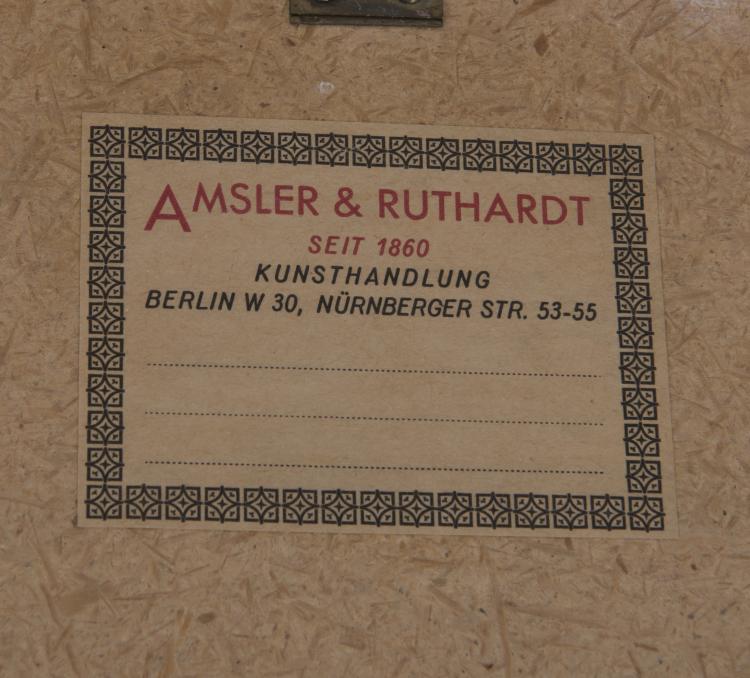 AMSLER & RUTHARDT
SEIT 1860
KUNSTHANDLUNG
BERLIN W 30, NÜRNBERGER STR. 53-55